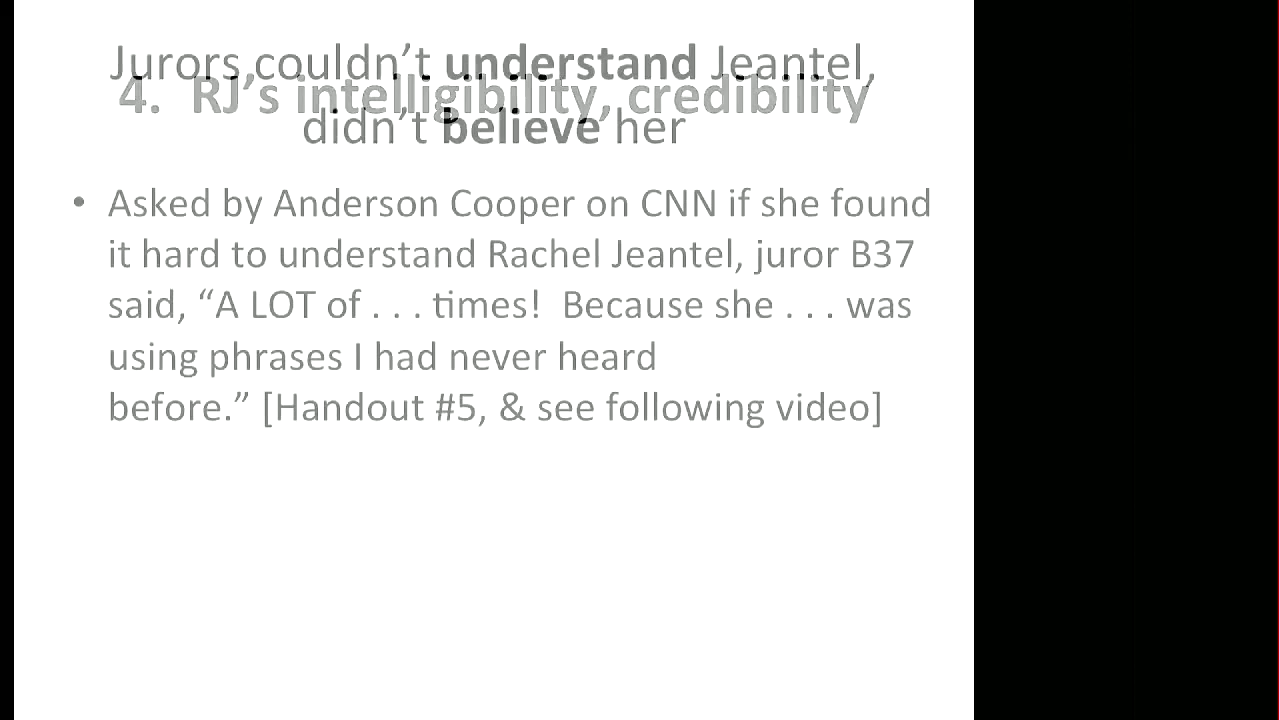 Jurors couldn’t understand Jeantel,
4. RJ’s intelligibility, credibility
didn’t believe her
• Asked by Anderson Cooper on CNN if she found
it hard to understand Rachel Jeantel, juror B37
said, “A LOT of . . . times!  Because she . . . was
using phrases I had never heard
before.” [Handout #5, & see following video]